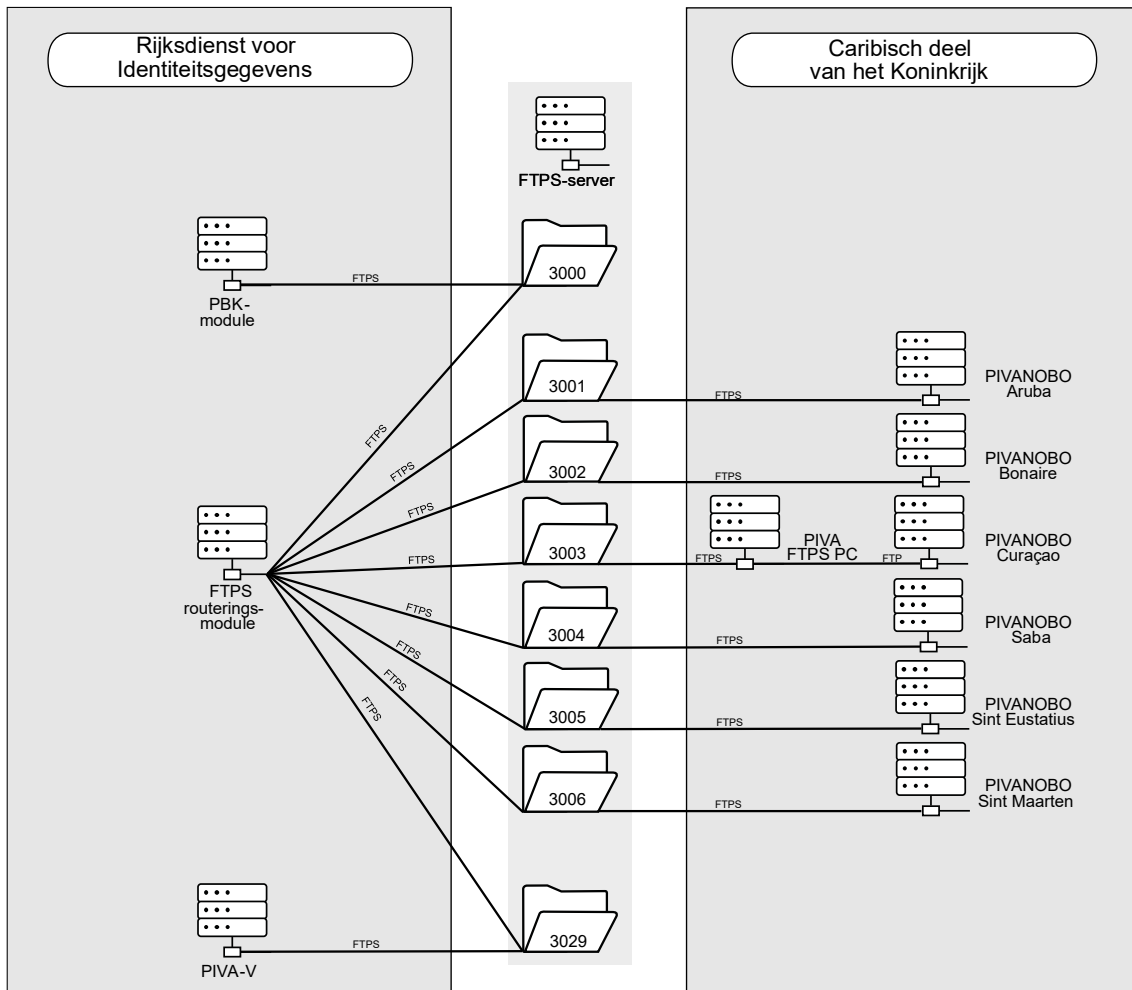 Rijksdienst voor
Identiteitsgegevens
Caribisch deel
van het Koninkrijk
FTPS-server
3000
FTPS
PBK-
module
3001
PIVANOBO
Aruba
FTPS
FTPS
FTPS
3002
PIVANOBO
Bonaire
FTPS
FTPS
3003
FTPS
FTPS
PIVA
FTPS PC
FTP
PIVANOBO
Curaçao
FTPS
routerings-
module
3004
FTPS
FTPS
PIVANOBO
Saba
3005
FTPS
FTPS
PIVANOBO
Sint Eustatius
3006
FTPS
FTPS
PIVANOBO
Sint Maarten
FTPS
3029
FTPS
PIVA-V